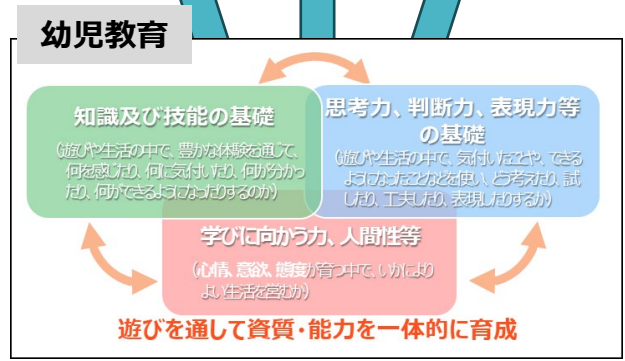 幼児教育
知識及び技能の基礎
(遊びや生活の中で、豊かな体験を通じて、
何を感じたり、何に気付いたり、何が分かっ
たり、何ができるようになったりするのか)
思考力、判断力、表現力等
の基礎
(遊びや生活の中で、気付いたことや、できる
ようになったことなども使い、どう考えたり、試
したり、工夫したり、表現したりするか)
学びに向かう力、人間性等
(心情、意欲、態度が育つ中で、いかにより
よい生活を営むか)
遊びを通して資質・能力を一体的に育成